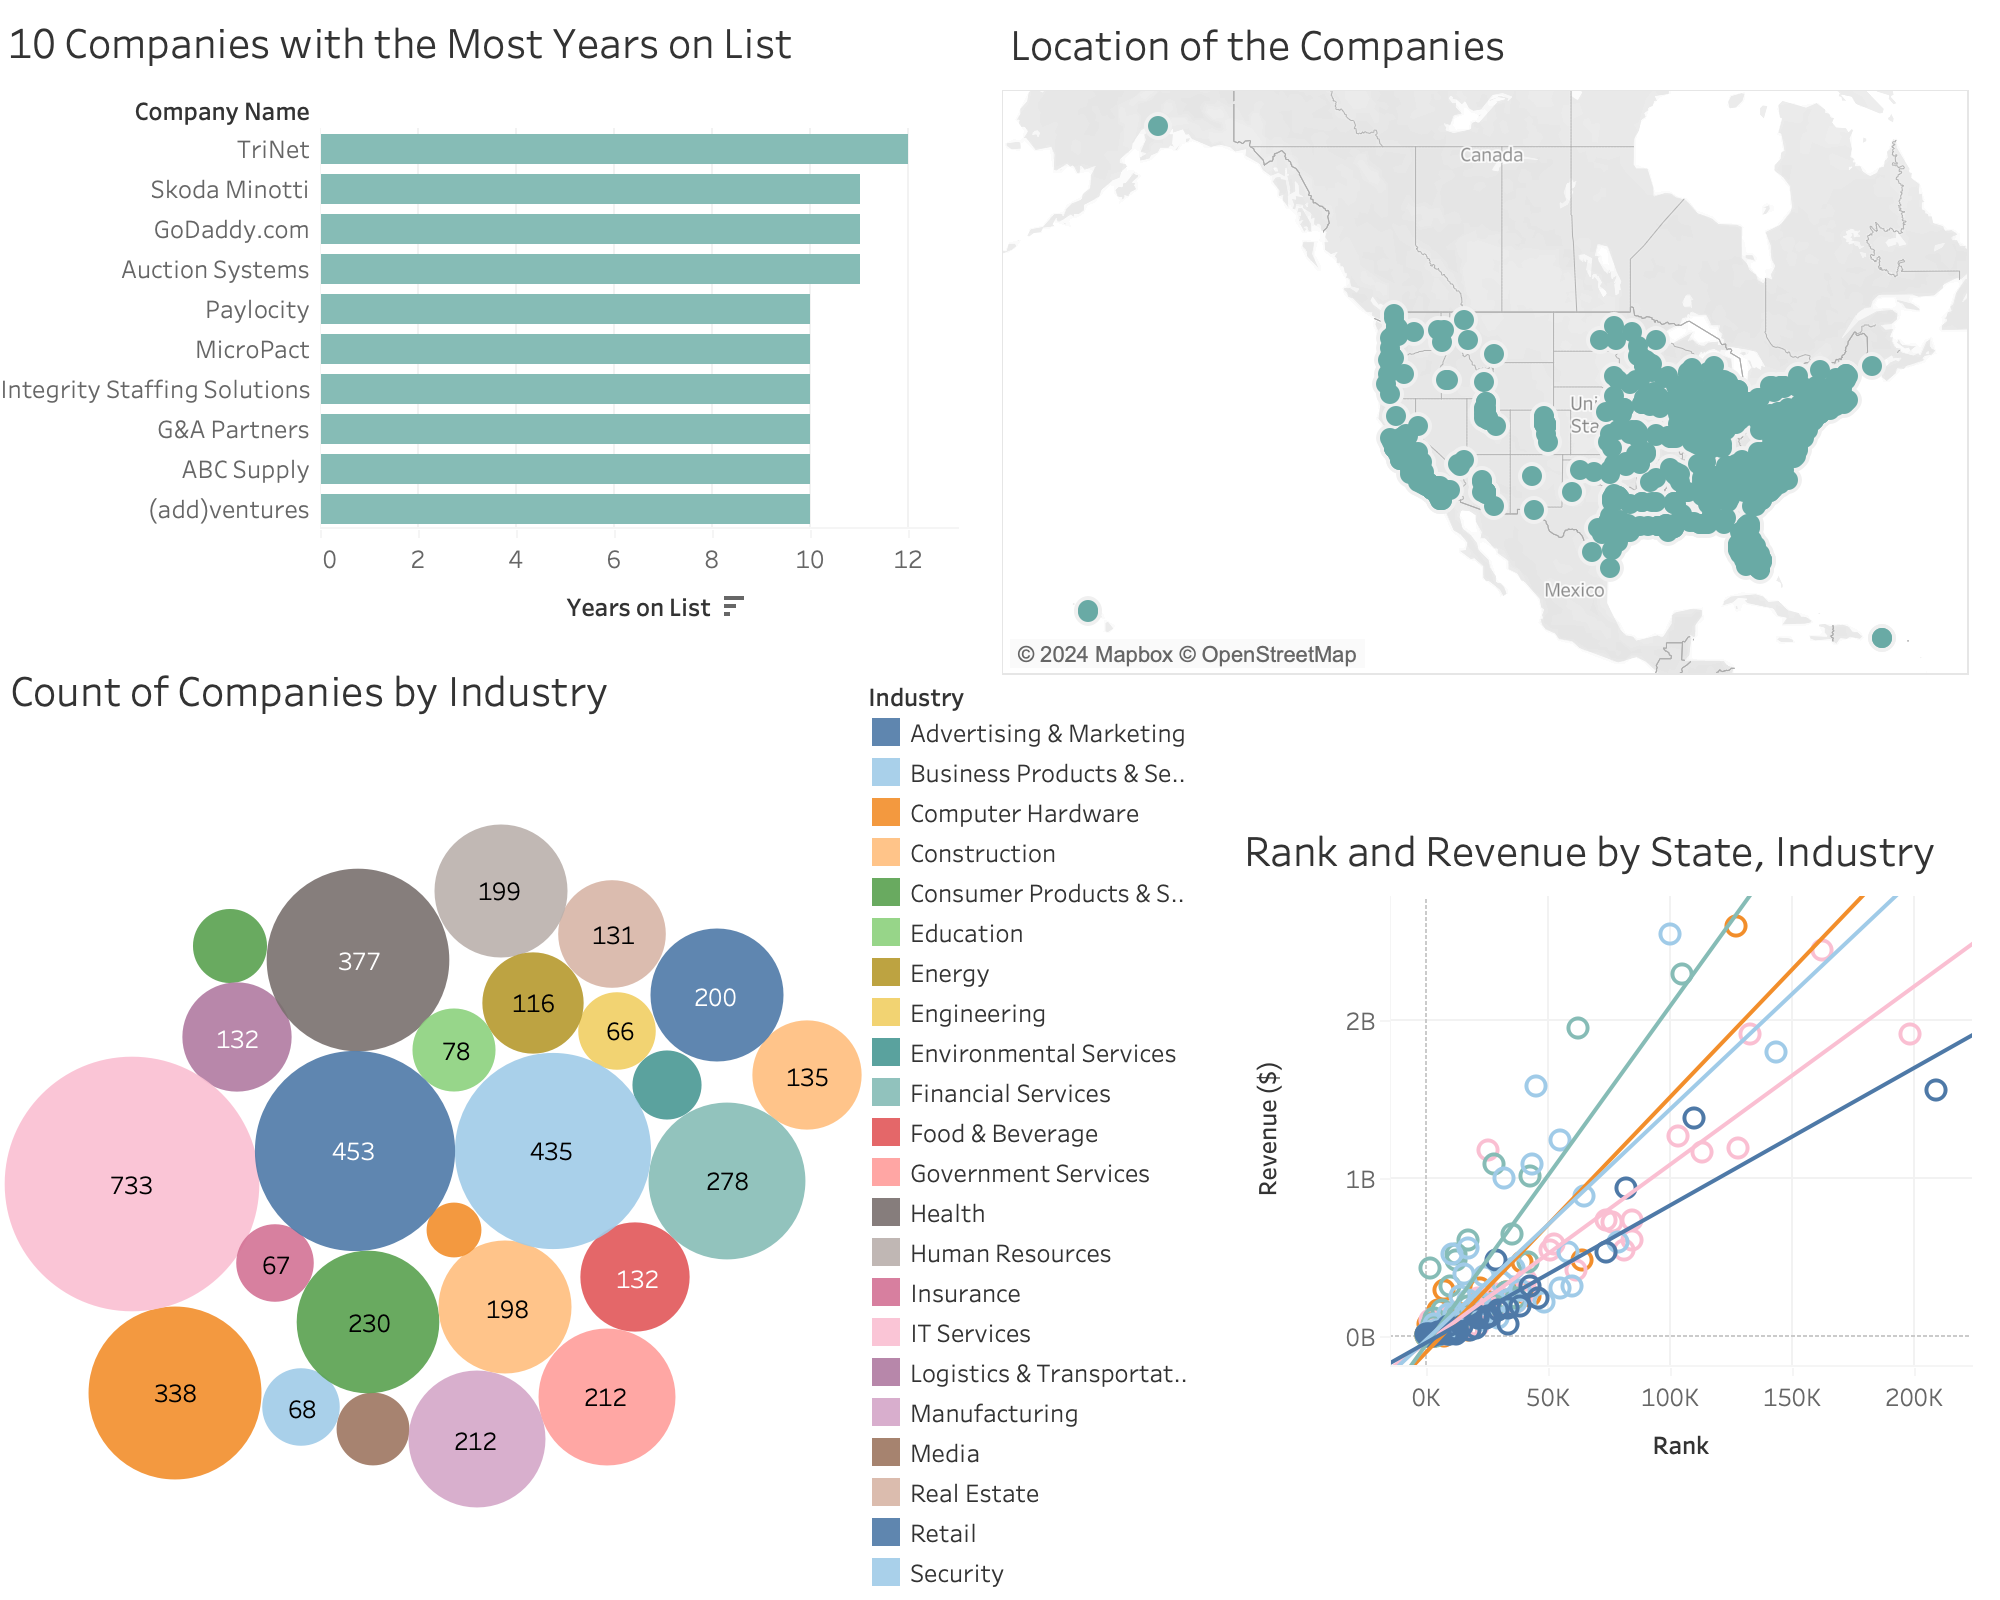 10 Companies with the Most Years on List
Company Name
TriNet
Skoda Minotti
GoDaddy.com
Auction Systems
Paylocity
MicroPact
Integrity Staffing Solutions
G&A Partners
ABC Supply
(add)ventures
0 2 4 6 8 10 12
Years on List
Location of the Companies
Canada
Uni
Sta
Mexico
© 2024 Mapbox © OpenStreetMap
Count of Companies by Industry
199
131
377
116
200
132
66
78
135
453
435
733
278
67
132
198
230
338
212
68
212
Industry
Advertising & Marketing
Business Products & Se..
Computer Hardware
Construction
Consumer Products & S..
Education
Energy
Engineering
Environmental Services
Financial Services
Food & Beverage
Government Services
Health
Human Resources
Insurance
IT Services
Logistics & Transportat..
Manufacturing
Media
Real Estate
Retail
Security
Rank and Revenue by State, Industry
Revenue ($)
2B
1B
0B
0K 50K 100K 150K 200K
Rank